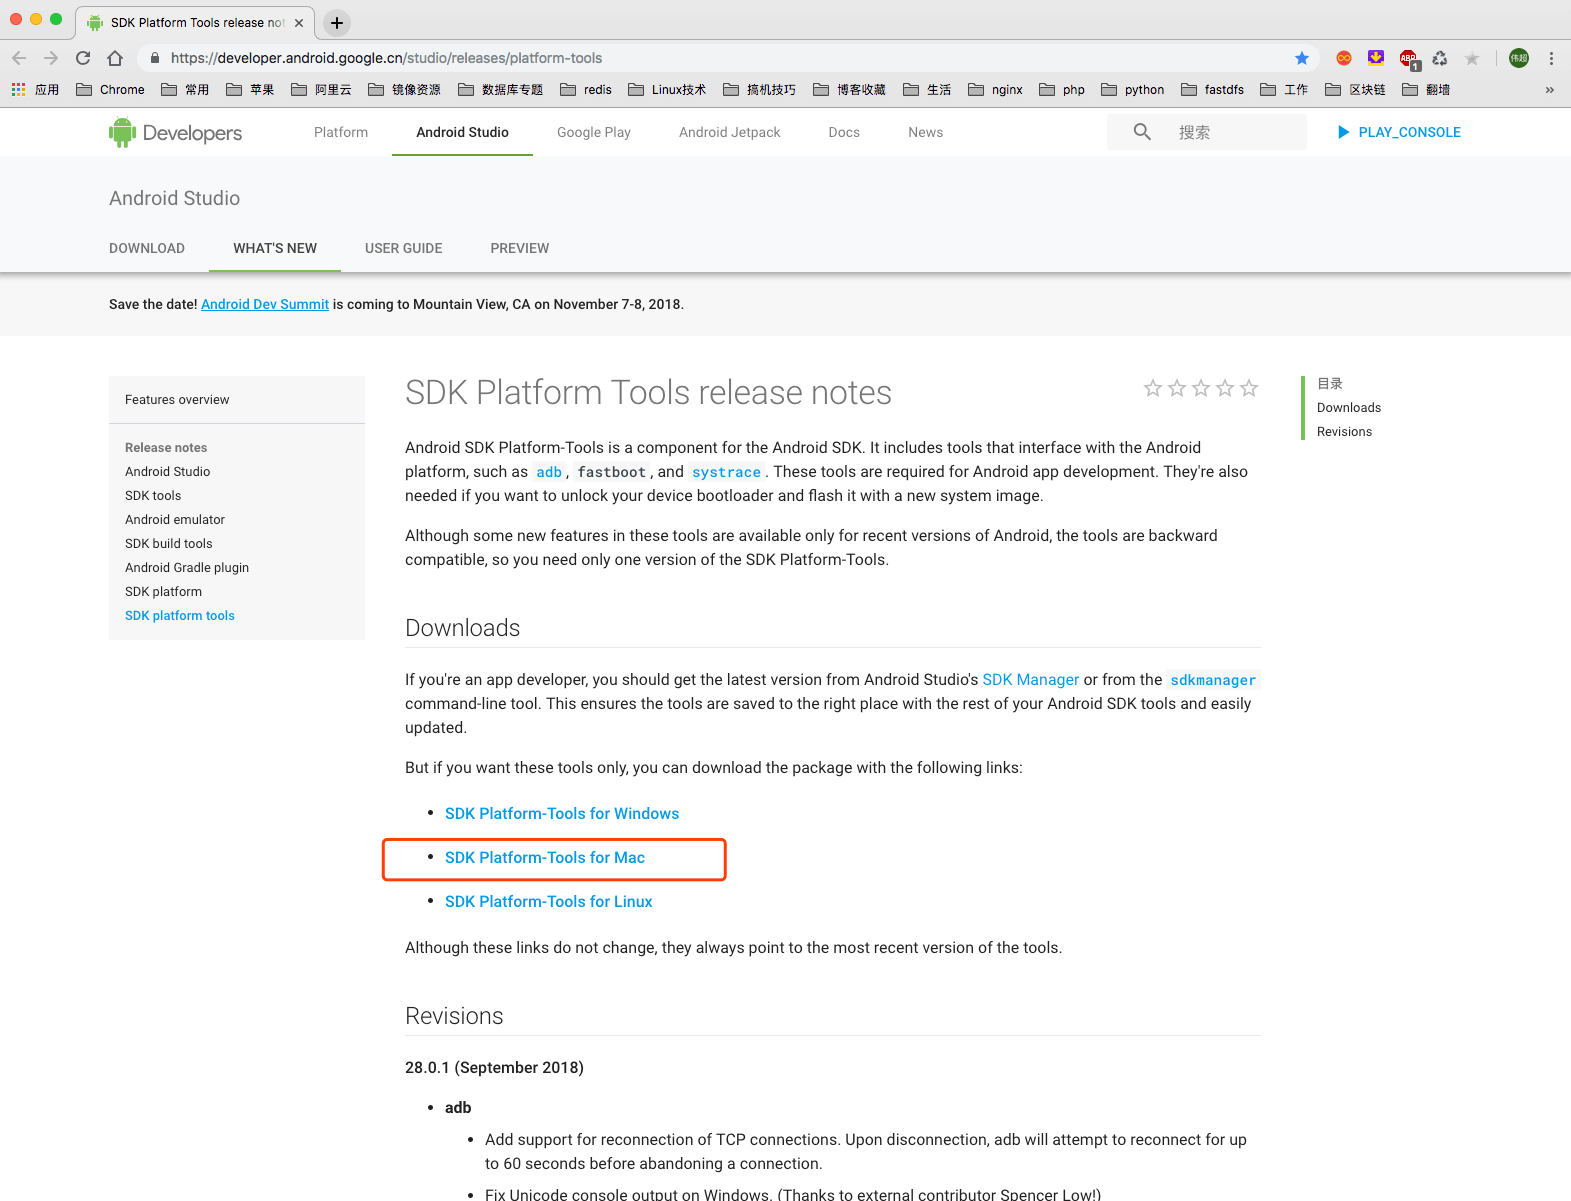 SDK Platform Tools release not
https://developer.android.google.cn/studio/releases/platform-tools
ABP
1
伟超
应用 Chrome 常用 苹果 阿里云 镜像资源 数据库专题 redis Linux技术 搞机技巧 博客收藏 生活 nginx php python fastdfs 工作 区块链 翻墙 »
Developers Platform Android Studio Google Play Android Jetpack Docs News 搜索 PLAY_CONSOLE
Android Studio
DOWNLOAD WHAT'S NEW USER GUIDE PREVIEW
Save the date! Android Dev Summit is coming to Mountain View, CA on November 7-8, 2018.
Features overview
Release notes
Android Studio
SDK tools
Android emulator
SDK build tools
Android Gradle plugin
SDK platform
SDK platform tools
SDK Platform Tools release notes
Android SDK Platform-Tools is a component for the Android SDK. It includes tools that interface with the Android
platform, such as adb, fastboot, and systrace. These tools are required for Android app development. They're also
needed if you want to unlock your device bootloader and flash it with a new system image.
Although some new features in these tools are available only for recent versions of Android, the tools are backward
compatible, so you need only one version of the SDK Platform-Tools.
Downloads
If you're an app developer, you should get the latest version from Android Studio's SDK Manager or from the sdkmanager
command-line tool. This ensures the tools are saved to the right place with the rest of your Android SDK tools and easily
updated.
But if you want these tools only, you can download the package with the following links:
• SDK Platform-Tools for Windows
• SDK Platform-Tools for Mac
• SDK Platform-Tools for Linux
Although these links do not change, they always point to the most recent version of the tools.
Revisions
28.0.1 (September 2018)
• adb
• Add support for reconnection of TCP connections. Upon disconnection, adb will attempt to reconnect for up
to 60 seconds before abandoning a connection.
• Fix Unicode console output on Windows. (Thanks to external contributor Spencer Low!)
目录
Downloads
Revisions